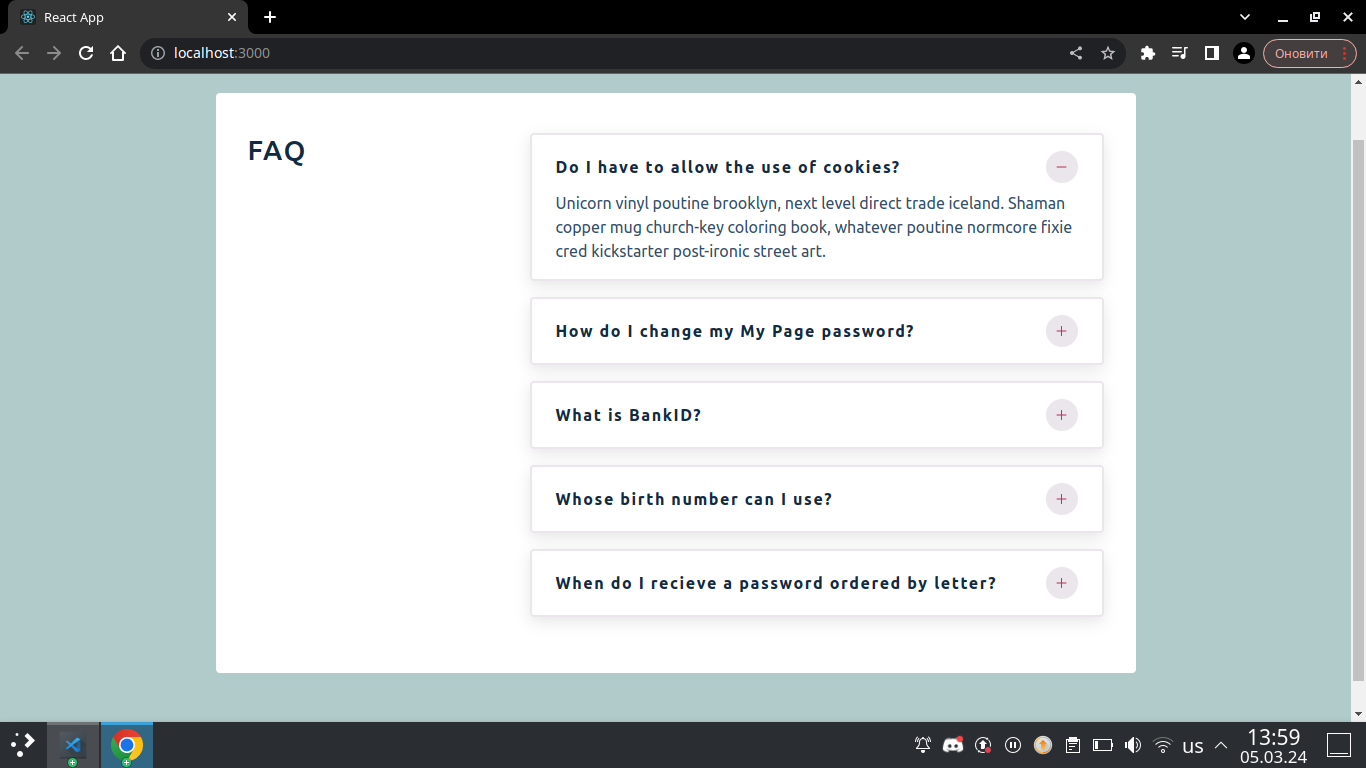 React App
localhost:3000
Оновити
FAQ
Do I have to allow the use of cookies?
Unicorn vinyl poutine brooklyn, next level direct trade iceland. Shaman
copper mug church-key coloring book, whatever poutine normcore fixie
cred kickstarter post-ironic street art.
How do I change my My Page password?
What is BankID?
Whose birth number can I use?
When do I recieve a password ordered by letter?
us
13:59
05.03.24